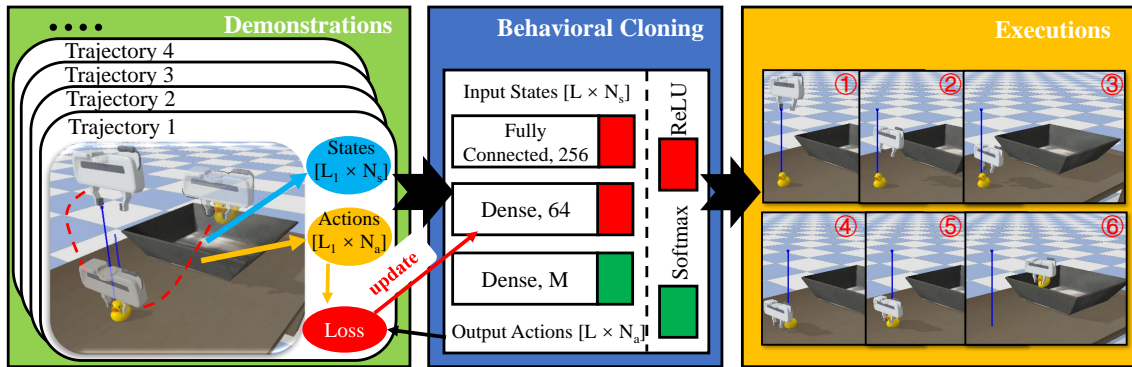 Demonstrations
Trajectory 4
Trajectory 3
Trajectory 2
Trajectory 1
States
[L₁ × Nₛ]
Actions
[L₁ × Nₐ]
Loss
update
Behavioral Cloning
Input States [L × Nₛ]
Fully
Connected, 256
Dense, 64
Dense, M
Output Actions [L × Nₐ]
ReLU
Softmax
Executions
①
②
③
④
⑤
⑥